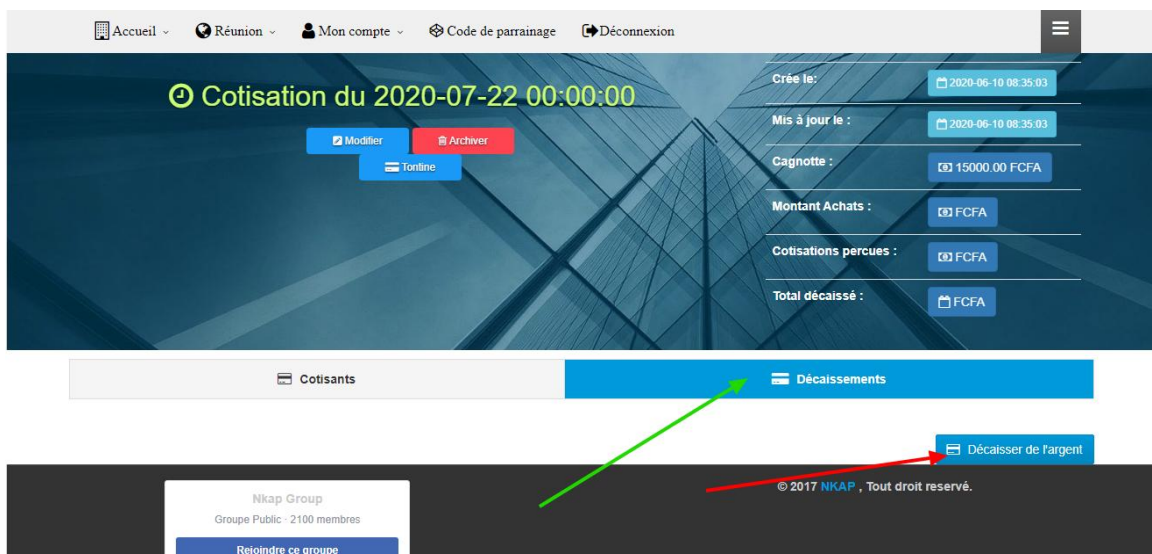 Accueil
Réunion
Mon compte
Code de parrainage
Déconnexion
Cotisation du 2020-07-22 00:00:00
Modifier
Archiver
Tontine
Crée le:
2020-06-10 08:35:03
Mis à jour le :
2020-06-10 08:35:03
Cagnotte :
15000.00 FCFA
Montant Achats :
FCFA
Cotisations percues :
FCFA
Total décaissé :
FCFA
Cotisants
Décaissements
Décaisser de l'argent
Nkap Group
Groupe Public · 2100 membres
Rejoindre ce groupe
© 2017 NKAP , Tout droit reservé.